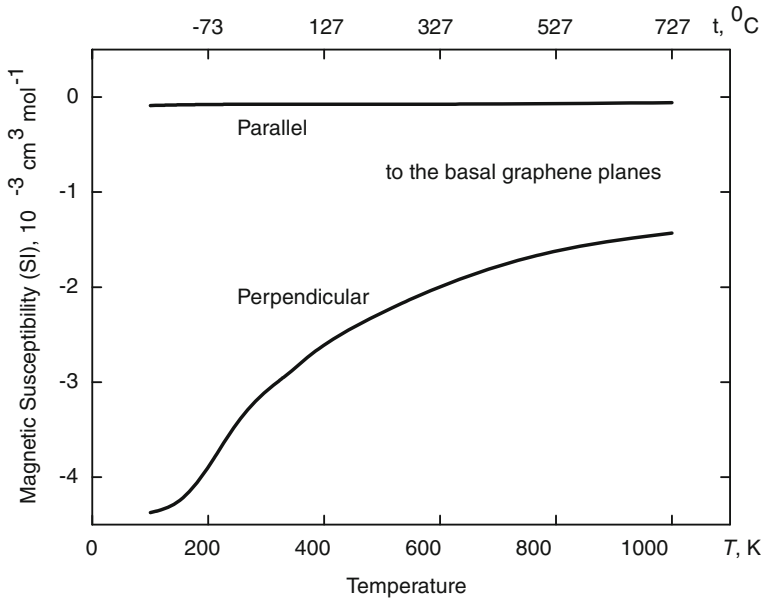 -73 127 327 527 727 t, ⁰C
Magnetic Susceptibility (SI), 10 ⁻³ cm³ mol⁻¹
0
-1
-2
-3
-4
Parallel
to the basal graphene planes
Perpendicular
0 200 400 600 800 1000 T, K
Temperature